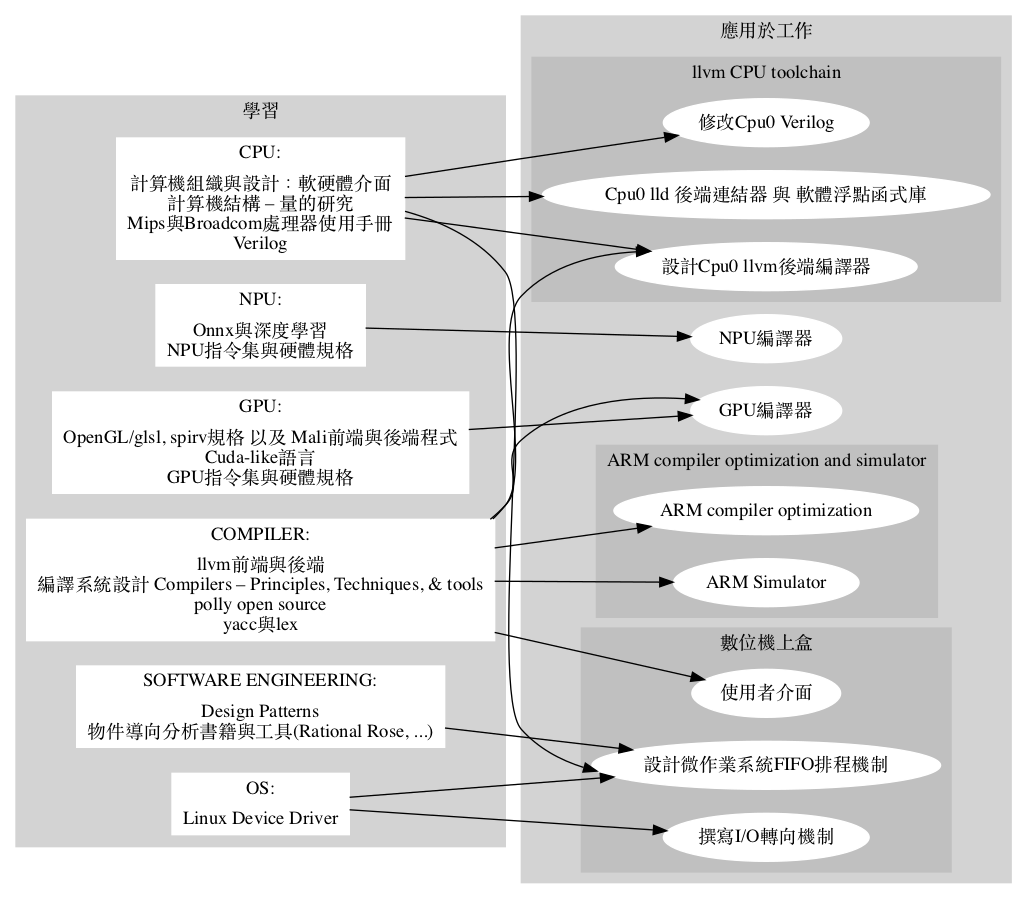 學習
CPU:
計算機組織與設計：軟硬體介面
計算機結構 – 量的研究
Mips與Broadcom處理器使用手冊
Verilog
NPU:
Onnx與深度學習
NPU指令集與硬體規格
GPU:
OpenGL/glsl, spirv規格 以及 Mali前端與後端程式
Cuda-like語言
GPU指令集與硬體規格
COMPILER:
llvm前端與後端
編譯系統設計 Compilers – Principles, Techniques, & tools
polly open source
yacc與lex
SOFTWARE ENGINEERING:
Design Patterns
物件導向分析書籍與工具(Rational Rose, ...)
OS:
Linux Device Driver
應用於工作
llvm CPU toolchain
修改Cpu0 Verilog
Cpu0 lld 後端連結器 與 軟體浮點函式庫
設計Cpu0 llvm後端編譯器
NPU編譯器
GPU編譯器
ARM compiler optimization and simulator
ARM compiler optimization
ARM Simulator
數位機上盒
使用者介面
設計微作業系統FIFO排程機制
撰寫I/O轉向機制